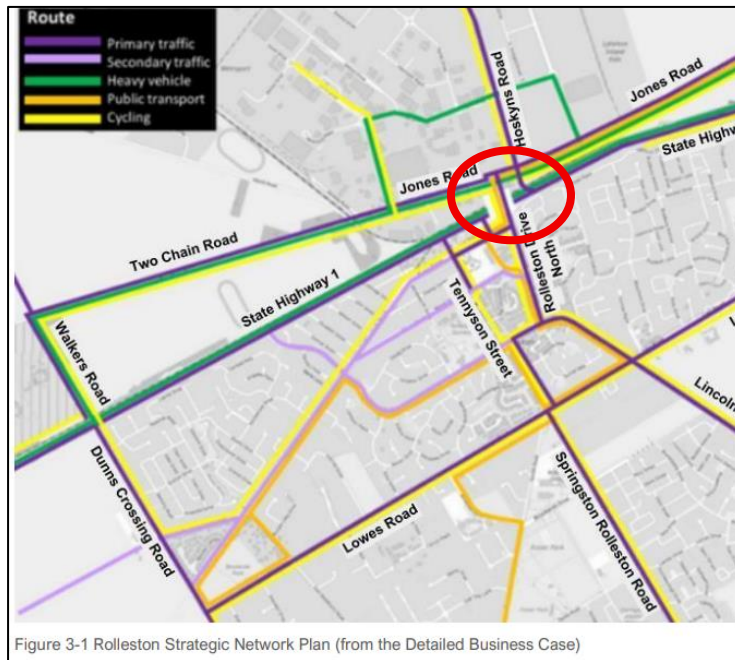 Route
Primary traffic
Secondary traffic
Heavy vehicle
Public transport
Cycling
Hoskyns Road
Jones Road
State High
Jones Road
Two Chain Road
State Highway 1
Rolleston Drive
North
Tennyson Street
Walkers Road
Dunns Crossing Road
Lowes Road
Lincoln
Springston Rolleston Road
Figure 3-1 Rolleston Strategic Network Plan (from the Detailed Business Case)